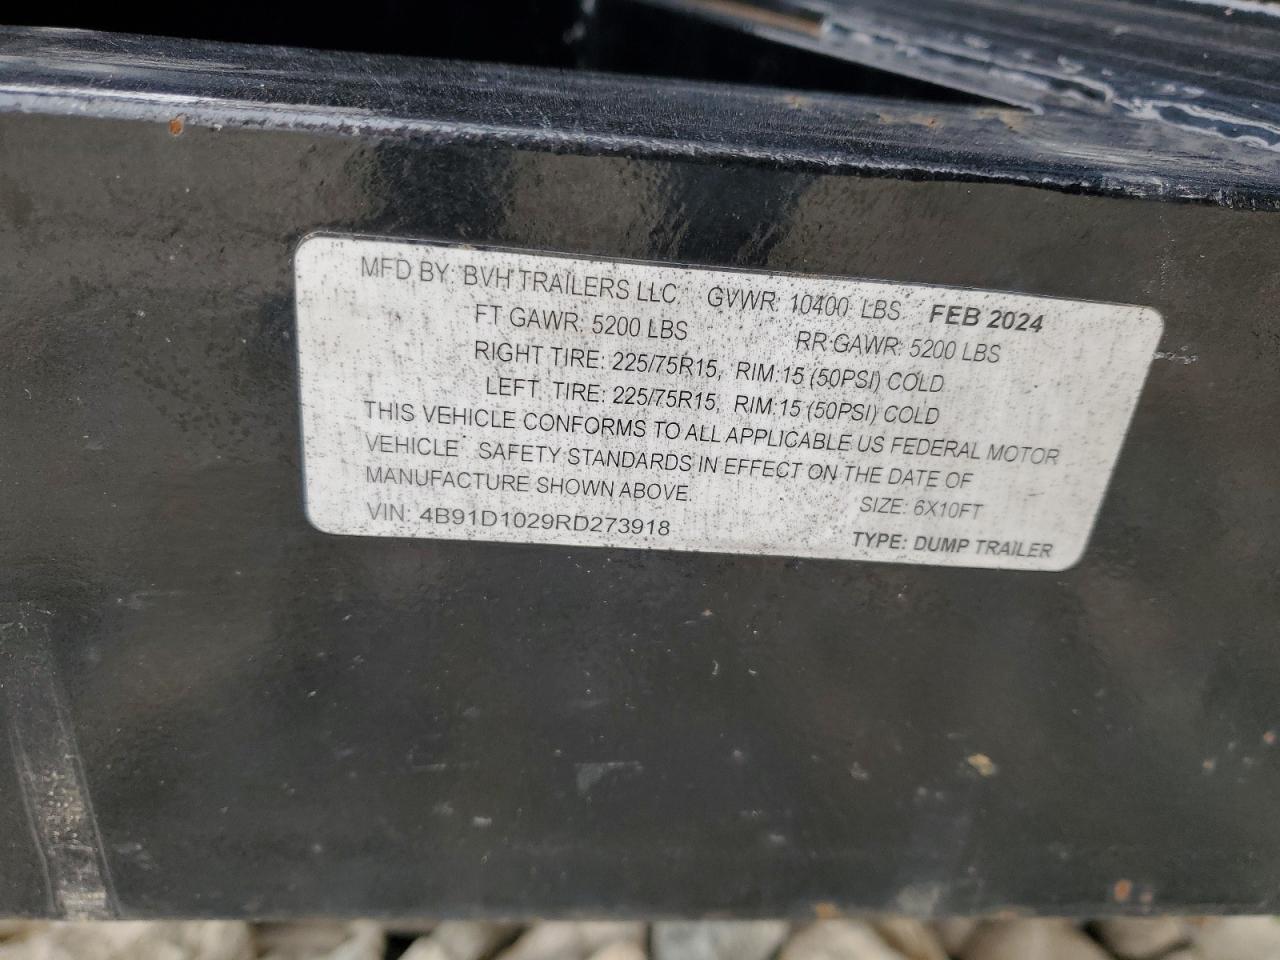 MFD BY: BVH TRAILERS LLC. GVWR: 10400 LBS FEB 2024
FT GAWR: 5200 LBS RR GAWR: 5200 LBS
RIGHT TIRE: 225/75R15, RIM:15 (50PSI) COLD
LEFT TIRE: 225/75R15, RIM:15 (50PSI) COLD
THIS VEHICLE CONFORMS TO ALL APPLICABLE US FEDERAL MOTOR
VEHICLE SAFETY STANDARDS IN EFFECT ON THE DATE OF
MANUFACTURE SHOWN ABOVE.
SIZE: 6X10FT
VIN: 4B91D1029RD273918
TYPE: DUMP TRAILER